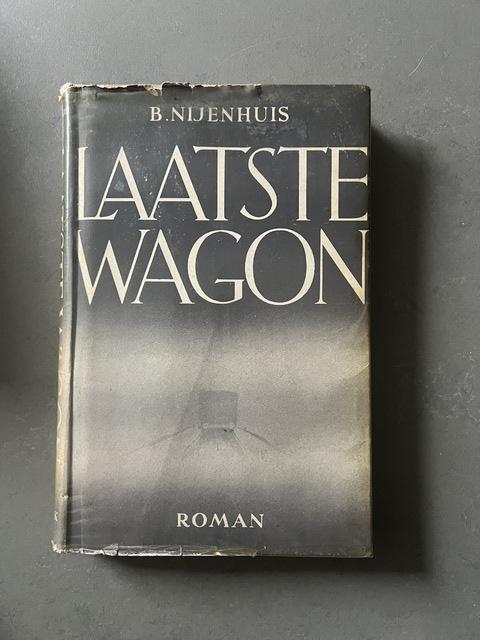 B. NIJENHUIS
LAATSTE
WAGON
ROMAN